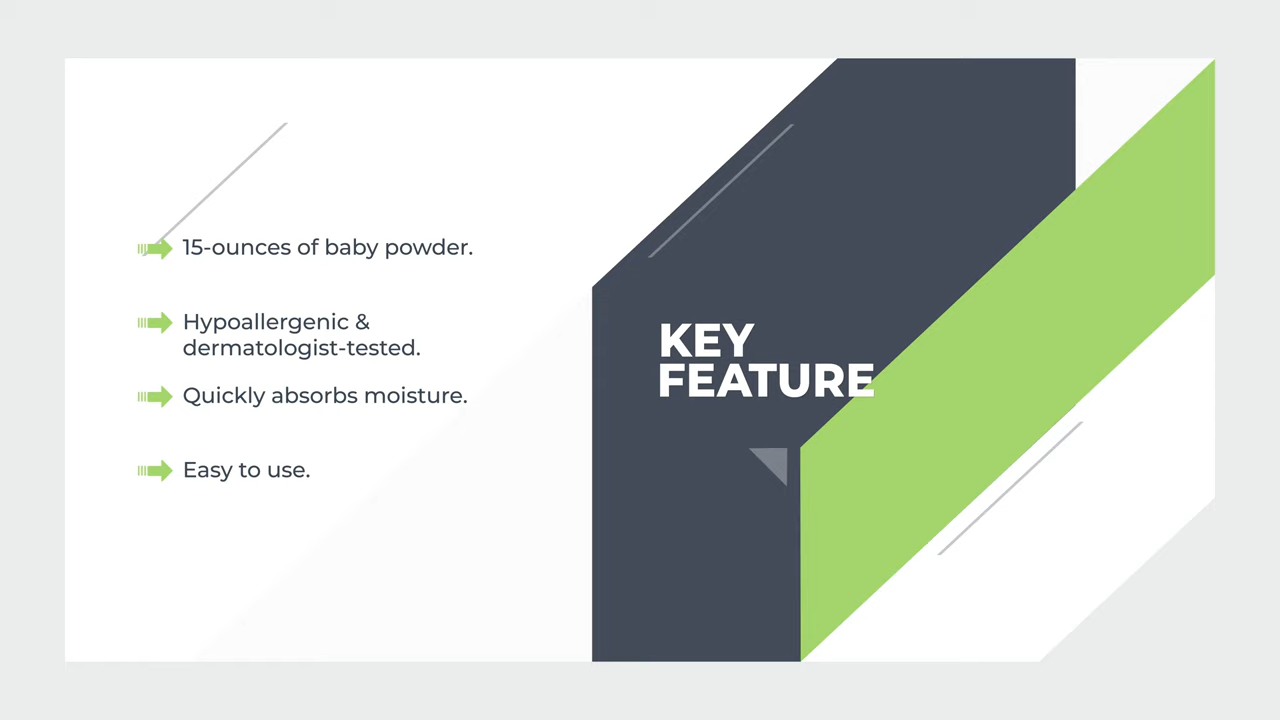 15-ounces of baby powder.
Hypoallergenic &
dermatologist-tested.
Quickly absorbs moisture.
Easy to use.
KEY
FEATURE